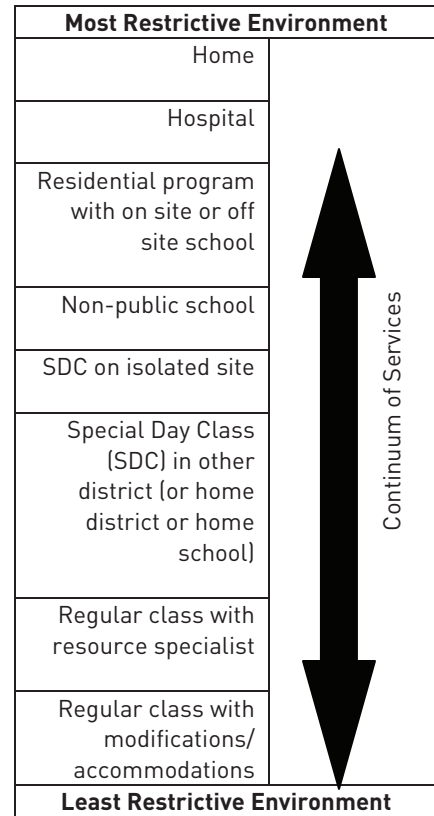 Most Restrictive Environment
Home
Hospital
Residential program
with on site or off
site school
Non-public school
SDC on isolated site
Special Day Class
(SDC) in other
district (or home
district or home
school)
Regular class with
resource specialist
Regular class with
modifications/
accommodations
Continuum of Services
Least Restrictive Environment